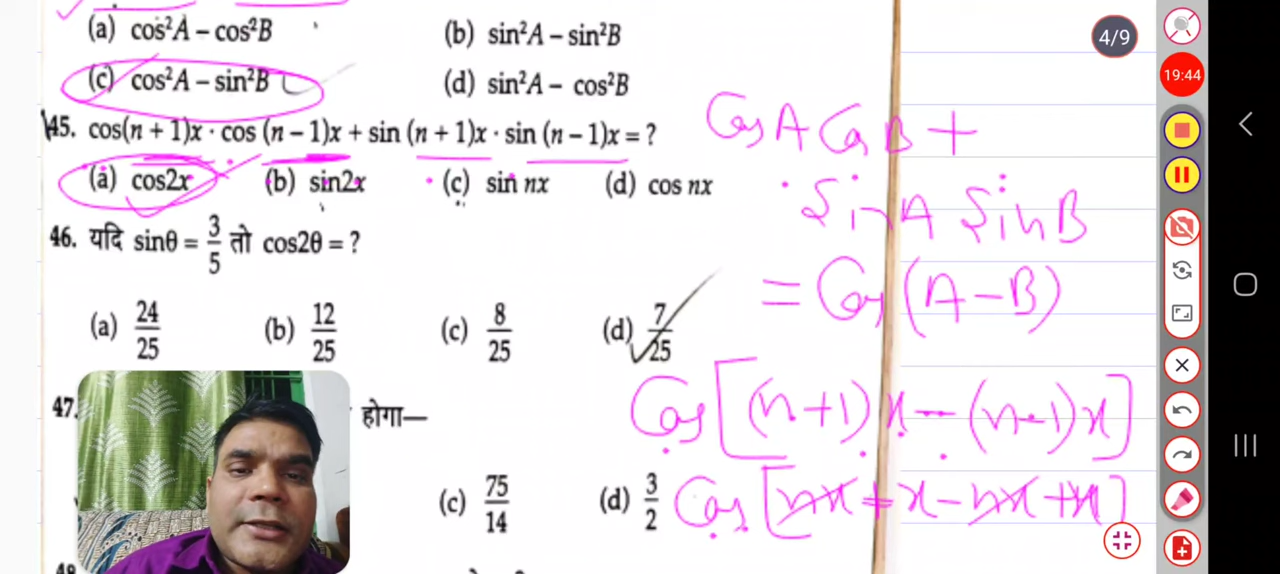 (a) cos²A – cos²B (b) sin²A – sin²B
(c) cos²A – sin²B (d) sin²A – cos²B
45. cos(n + 1)x · cos (n – 1)x + sin (n + 1)x · sin (n – 1)x = ?
(a) cos2x (b) sin2x (c) sin nx (d) cos nx
46. यदि sinθ = 3/5 तो cos2θ = ?
(a) 24/25 (b) 12/25 (c) 8/25 (d) 7/25
47. होगा—
(c) 75/14 (d) 3/2
Cos A Cos B +
Sin A Sin B
= Cos (A – B)
Cos [(n+1)x – (n-1)x]
Cos [nx + x – nx + x]
4/9
19:44